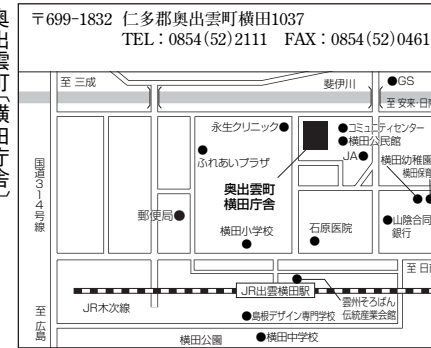 奥出雲町〔横田庁舎〕
〒699-1832 仁多郡奥出雲町横田1037
TEL：0854(52)2111 FAX：0854(52)0461
至 三成
斐伊川
●GS
至 安来・日南
永生クリニック●
●コミュニティセンター
●横田公民館
JA●
ふれあいプラザ
横田幼稚園
横田保育
国道314号線
奥出雲町
横田庁舎
郵便局●
横田小学校
石原医院
●山陰合同
銀行
至 日
JR出雲横田駅
JR木次線
雲州そろばん
伝統産業会館
●島根デザイン専門学校
至 広島
横田公園
●横田中学校